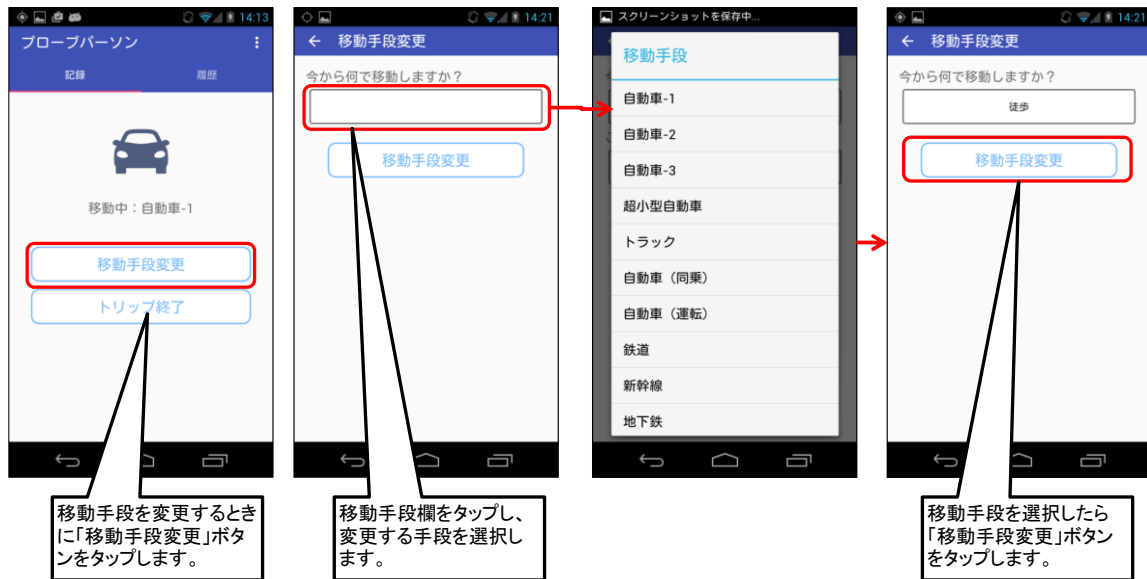 14:13
プローブパーソン
記録
履歴
移動中：自動車-1
移動手段変更
トリップ終了
移動手段を変更するとき
に「移動手段変更」ボタ
ンをタップします。
14:21
移動手段変更
今から何で移動しますか？
移動手段変更
移動手段欄をタップし、
変更する手段を選択し
ます。
スクリーンショットを保存中...
移動手段
自動車-1
自動車-2
自動車-3
超小型自動車
トラック
自動車（同乗）
自動車（運転）
鉄道
新幹線
地下鉄
14:21
移動手段変更
今から何で移動しますか？
徒歩
移動手段変更
移動手段を選択したら
「移動手段変更」ボタン
をタップします。